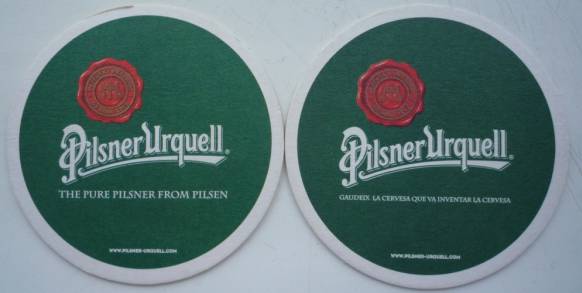 Pilsner Urquell®
THE PURE PILSNER FROM PILSEN
WWW.PILSNER-URQUELL.COM
Pilsner Urquell®
GAUDEIX LA CERVESA QUE VA INVENTAR LA CERVESA
WWW.PILSNER-URQUELL.COM